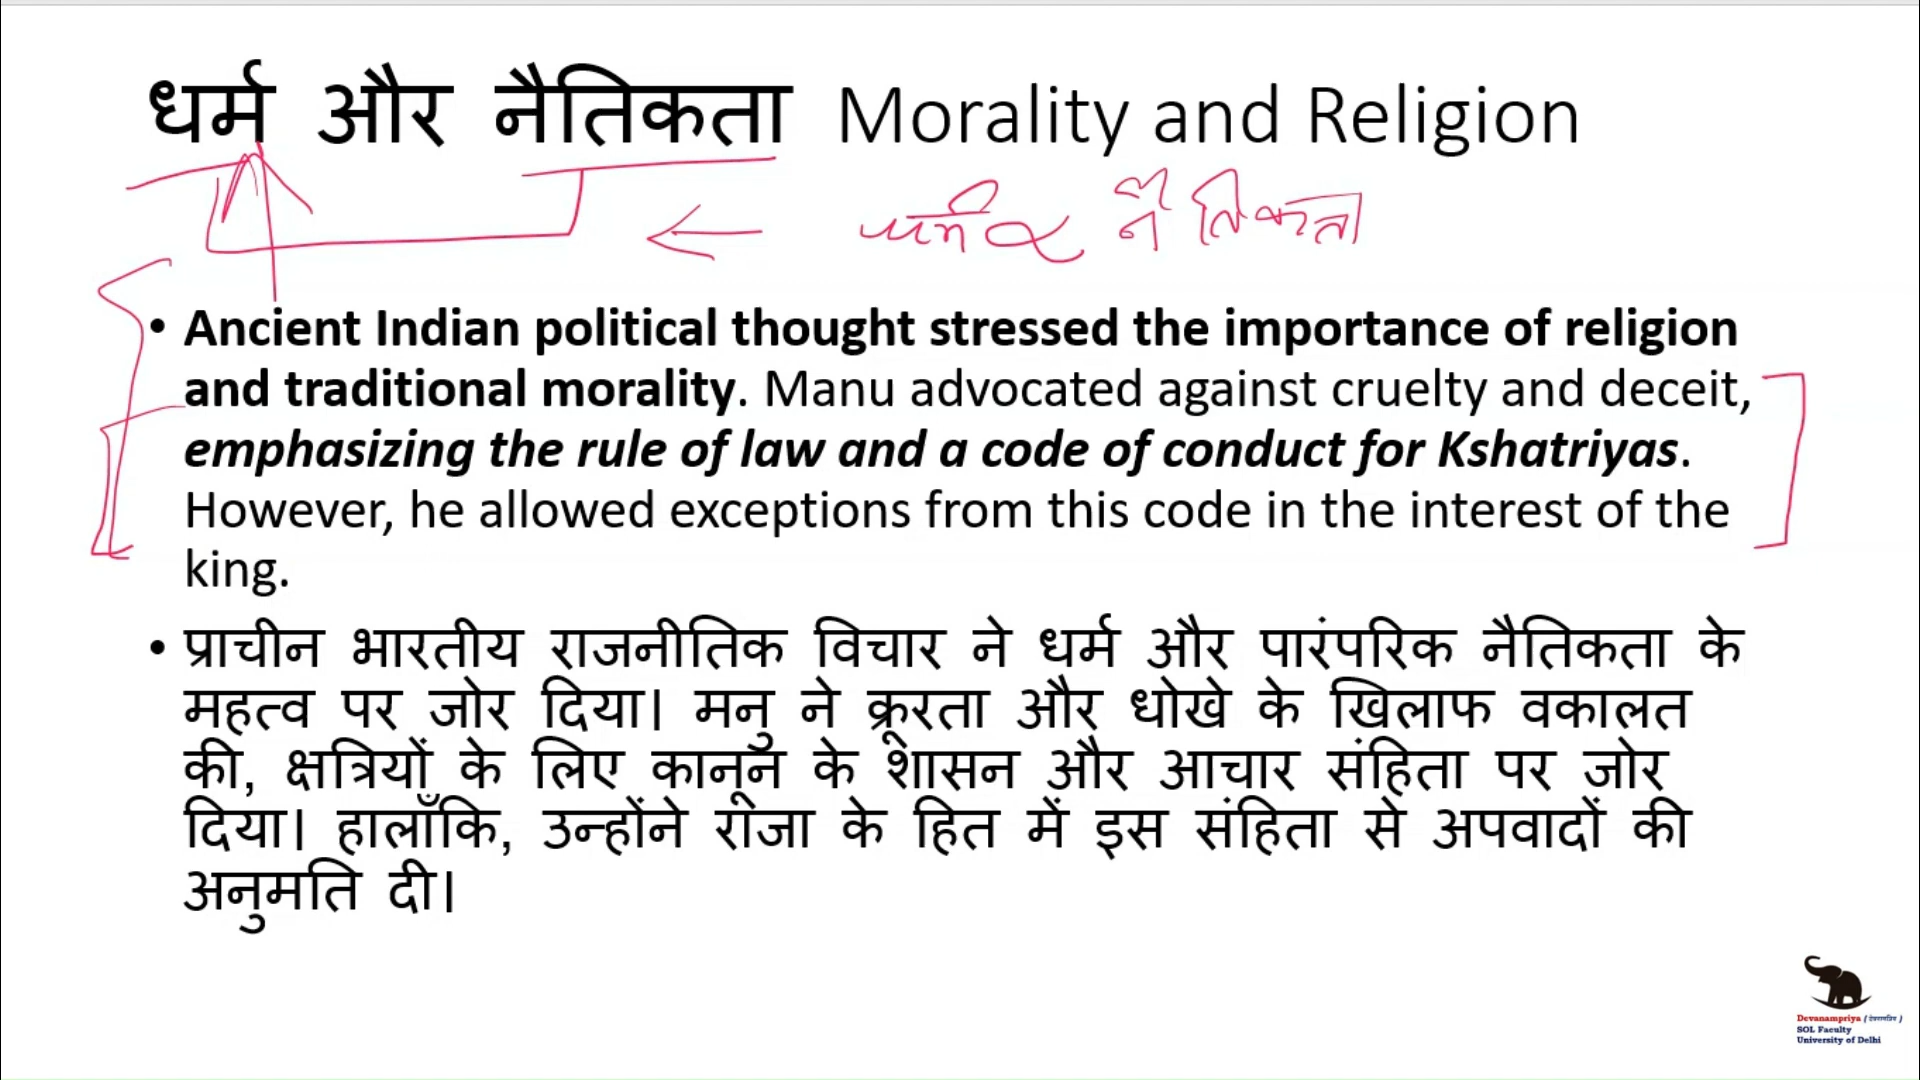 धर्म और नैतिकता Morality and Religion
नैतिकता
• Ancient Indian political thought stressed the importance of religion
and traditional morality. Manu advocated against cruelty and deceit,
emphasizing the rule of law and a code of conduct for Kshatriyas.
However, he allowed exceptions from this code in the interest of the
king.
• प्राचीन भारतीय राजनीतिक विचार ने धर्म और पारंपरिक नैतिकता के
महत्व पर जोर दिया। मनु ने क्रूरता और धोखे के खिलाफ वकालत
की, क्षत्रियों के लिए कानून के शासन और आचार संहिता पर जोर
दिया। हालाँकि, उन्होंने राजा के हित में इस संहिता से अपवादों की
अनुमति दी।
Devanampriya
SOL Faculty
University of Delhi